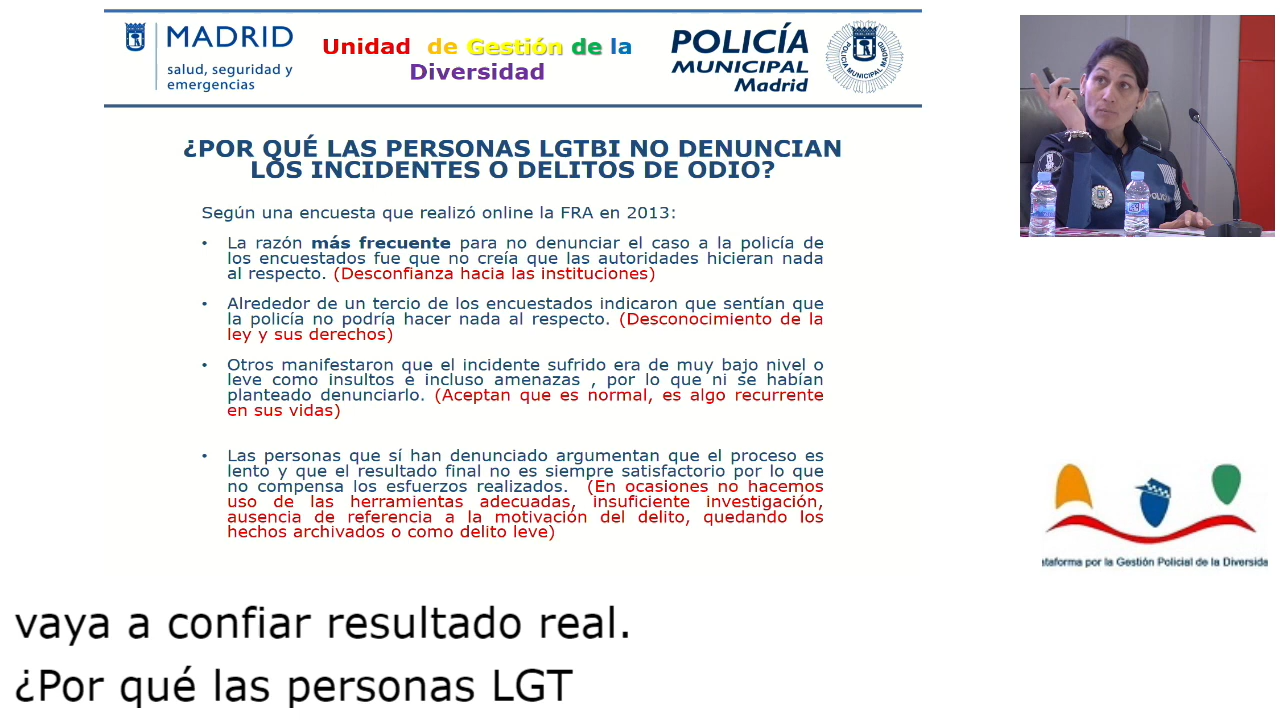 MADRID
salud, seguridad y
emergencias
Unidad de Gestión de la
Diversidad
POLICÍA
MUNICIPAL
Madrid
POLICIA MUNICIPAL MADRID
¿POR QUÉ LAS PERSONAS LGTBI NO DENUNCIAN
LOS INCIDENTES O DELITOS DE ODIO?
Según una encuesta que realizó online la FRA en 2013:
• La razón más frecuente para no denunciar el caso a la policía de
los encuestados fue que no creía que las autoridades hicieran nada
al respecto. (Desconfianza hacia las instituciones)
• Alrededor de un tercio de los encuestados indicaron que sentían que
la policía no podría hacer nada al respecto. (Desconocimiento de la
ley y sus derechos)
• Otros manifestaron que el incidente sufrido era de muy bajo nivel o
leve como insultos e incluso amenazas , por lo que ni se habían
planteado denunciarlo. (Aceptan que es normal, es algo recurrente
en sus vidas)
• Las personas que sí han denunciado argumentan que el proceso es
lento y que el resultado final no es siempre satisfactorio por lo que
no compensa los esfuerzos realizados. (En ocasiones no hacemos
uso de las herramientas adecuadas, insuficiente investigación,
ausencia de referencia a la motivación del delito, quedando los
hechos archivados o como delito leve)
ataforma por la Gestión Policial de la Diversida
vaya a confiar resultado real.
¿Por qué las personas LGT